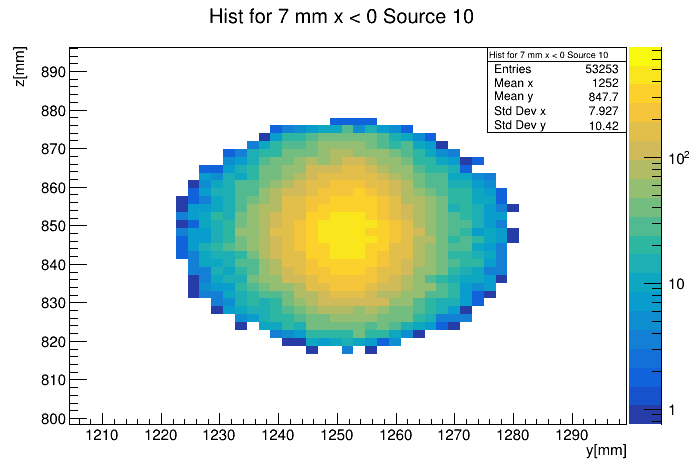 Hist for 7 mm x < 0 Source 10
z[mm]
Hist for 7 mm x < 0 Source 10
Entries 53253
Mean x 1252
Mean y 847.7
Std Dev x 7.927
Std Dev y 10.42
890
880
870
860
850
840
830
820
810
800
10²
10
1
1210 1220 1230 1240 1250 1260 1270 1280 1290
y[mm]